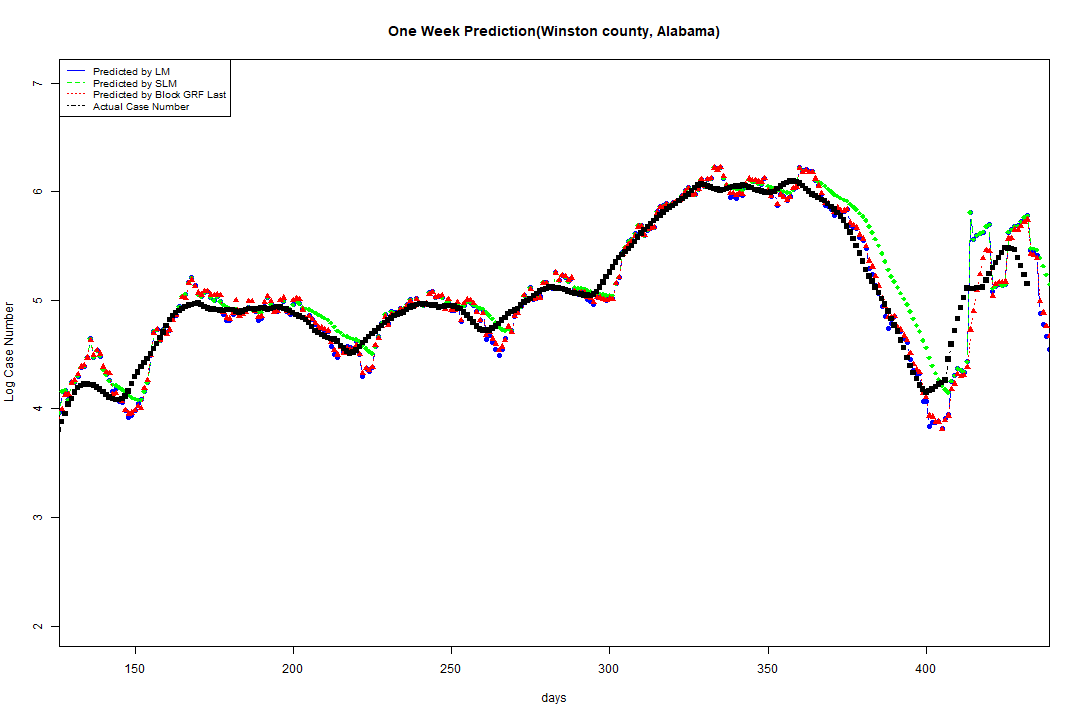 One Week Prediction(Winston county, Alabama)
Predicted by LM
Predicted by SLM
Predicted by Block GRF Last
Actual Case Number
7
6
5
4
3
2
Log Case Number
150 200 250 300 350 400
days